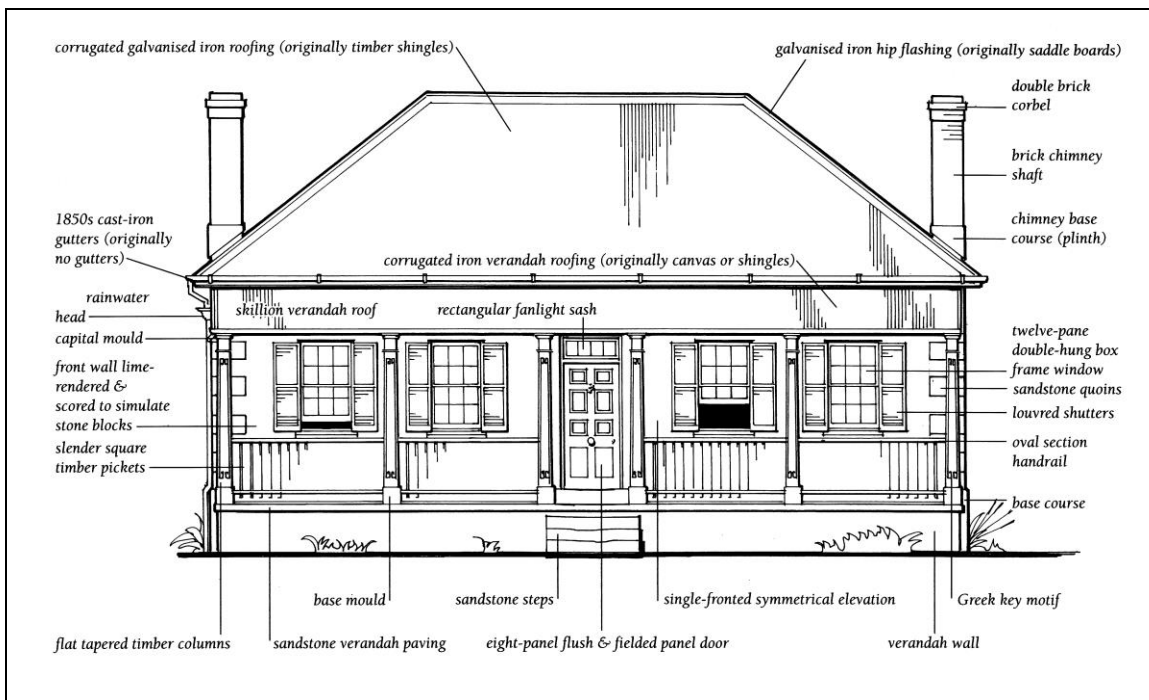 corrugated galvanised iron roofing (originally timber shingles)
galvanised iron hip flashing (originally saddle boards)
double brick
corbel
brick chimney
shaft
1850s cast-iron
gutters (originally
no gutters)
chimney base
course (plinth)
corrugated iron verandah roofing (originally canvas or shingles)
rainwater
head
skillion verandah roof
rectangular fanlight sash
capital mould
front wall lime-
rendered &
scored to simulate
stone blocks
slender square
timber pickets
twelve-pane
double-hung box
frame window
sandstone quoins
louvred shutters
oval section
handrail
base course
base mould
sandstone steps
single-fronted symmetrical elevation
Greek key motif
flat tapered timber columns
sandstone verandah paving
eight-panel flush & fielded panel door
verandah wall